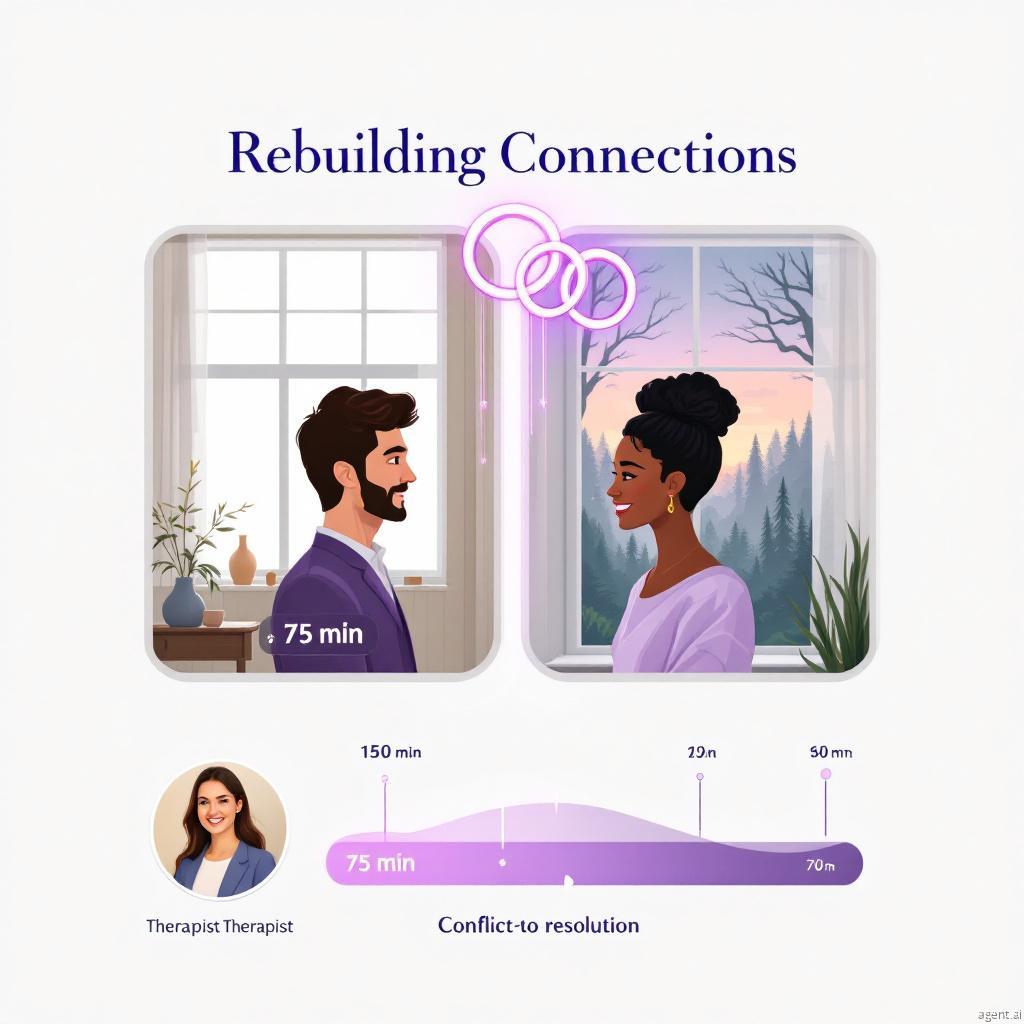 Rebuilding Connections
75 min
150 min
75 min
70m
Therapist Therapist
Conflict-to resolution
agent.ai